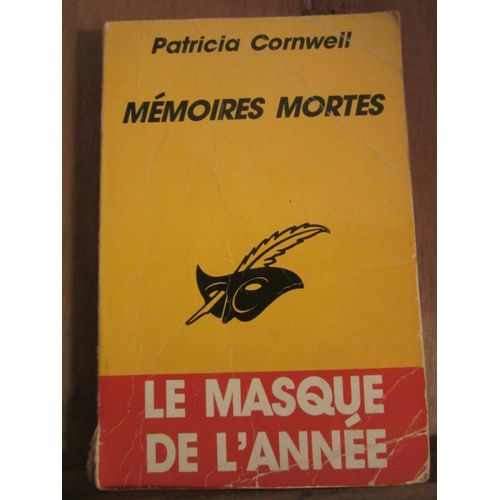 Patricia Cornwell
MÉMOIRES MORTES
LE MASQUE
DE L'ANNÉE